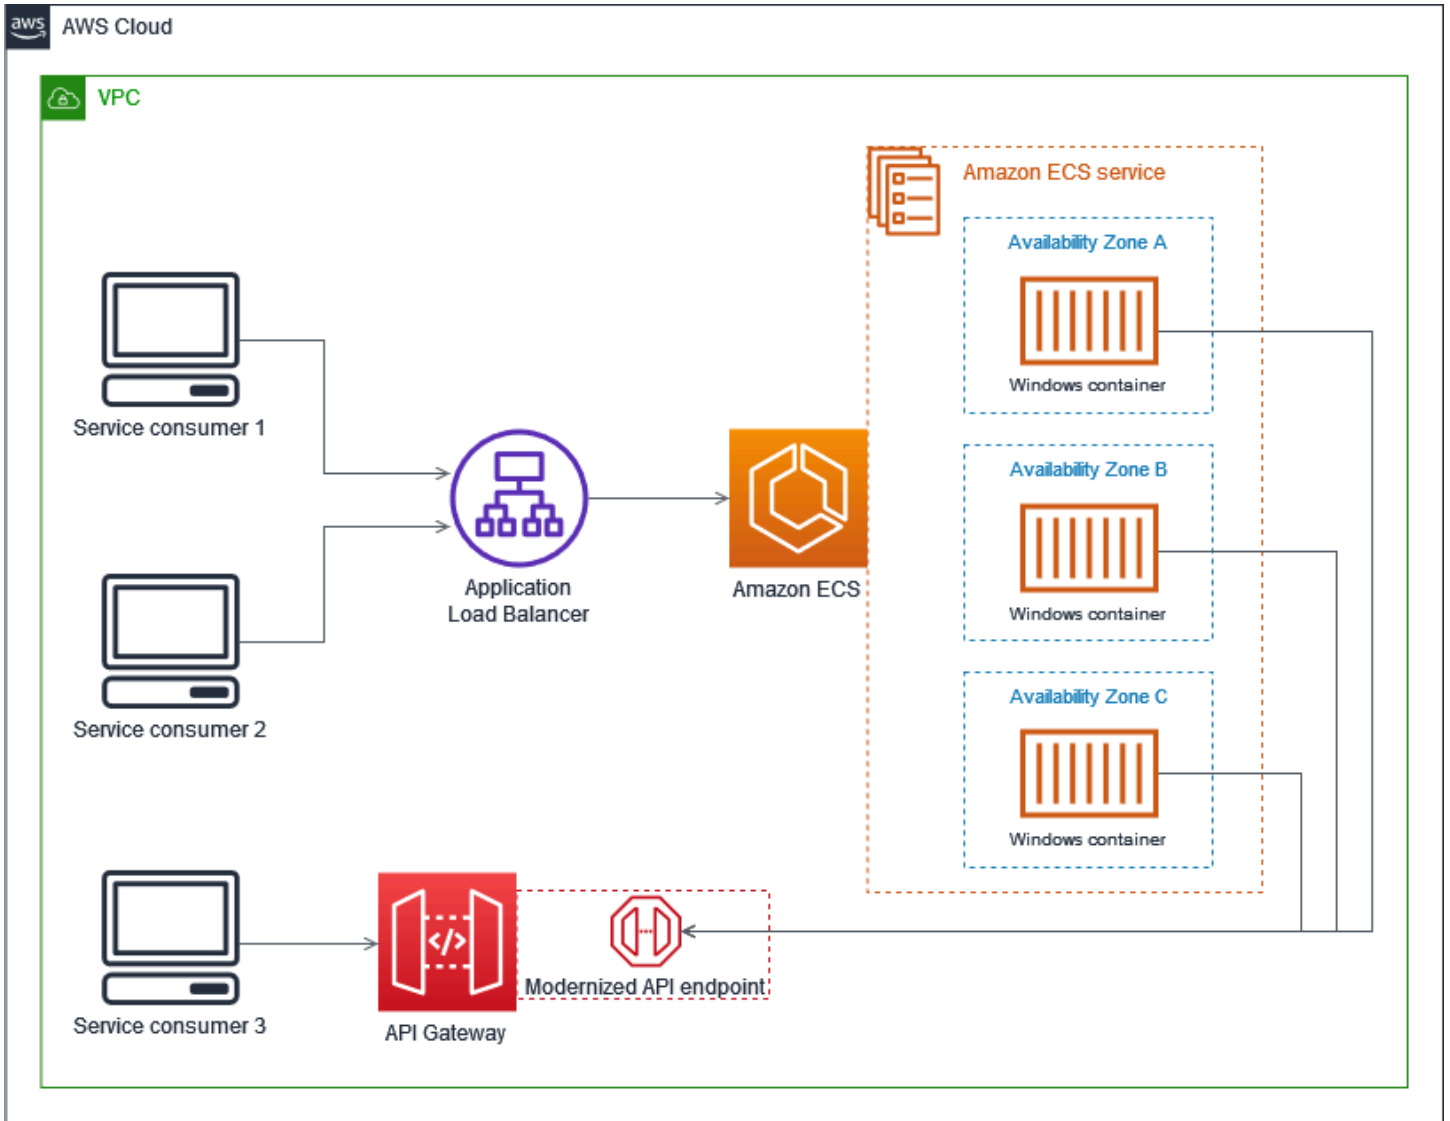 aws
AWS Cloud
VPC
Amazon ECS service
Availability Zone A
Windows container
Service consumer 1
Availability Zone B
Windows container
Application
Load Balancer
Amazon ECS
Service consumer 2
Availability Zone C
Windows container
</>
Modernized API endpoint
Service consumer 3
API Gateway